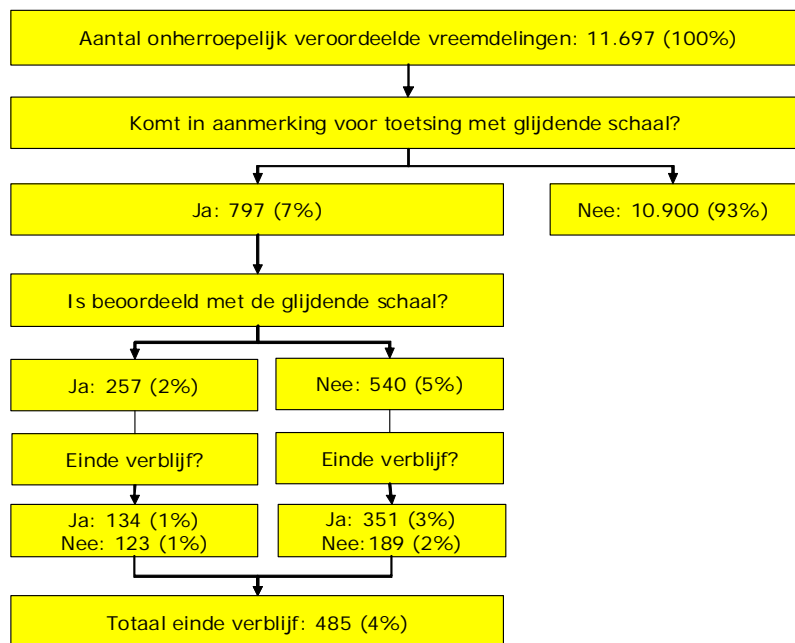 Aantal onherroepelijk veroordeelde vreemdelingen: 11.697 (100%)
Komt in aanmerking voor toetsing met glijdende schaal?
Ja: 797 (7%)
Nee: 10.900 (93%)
Is beoordeeld met de glijdende schaal?
Ja: 257 (2%)
Nee: 540 (5%)
Einde verblijf?
Einde verblijf?
Ja: 134 (1%)
Nee: 123 (1%)
Ja: 351 (3%)
Nee: 189 (2%)
Totaal einde verblijf: 485 (4%)